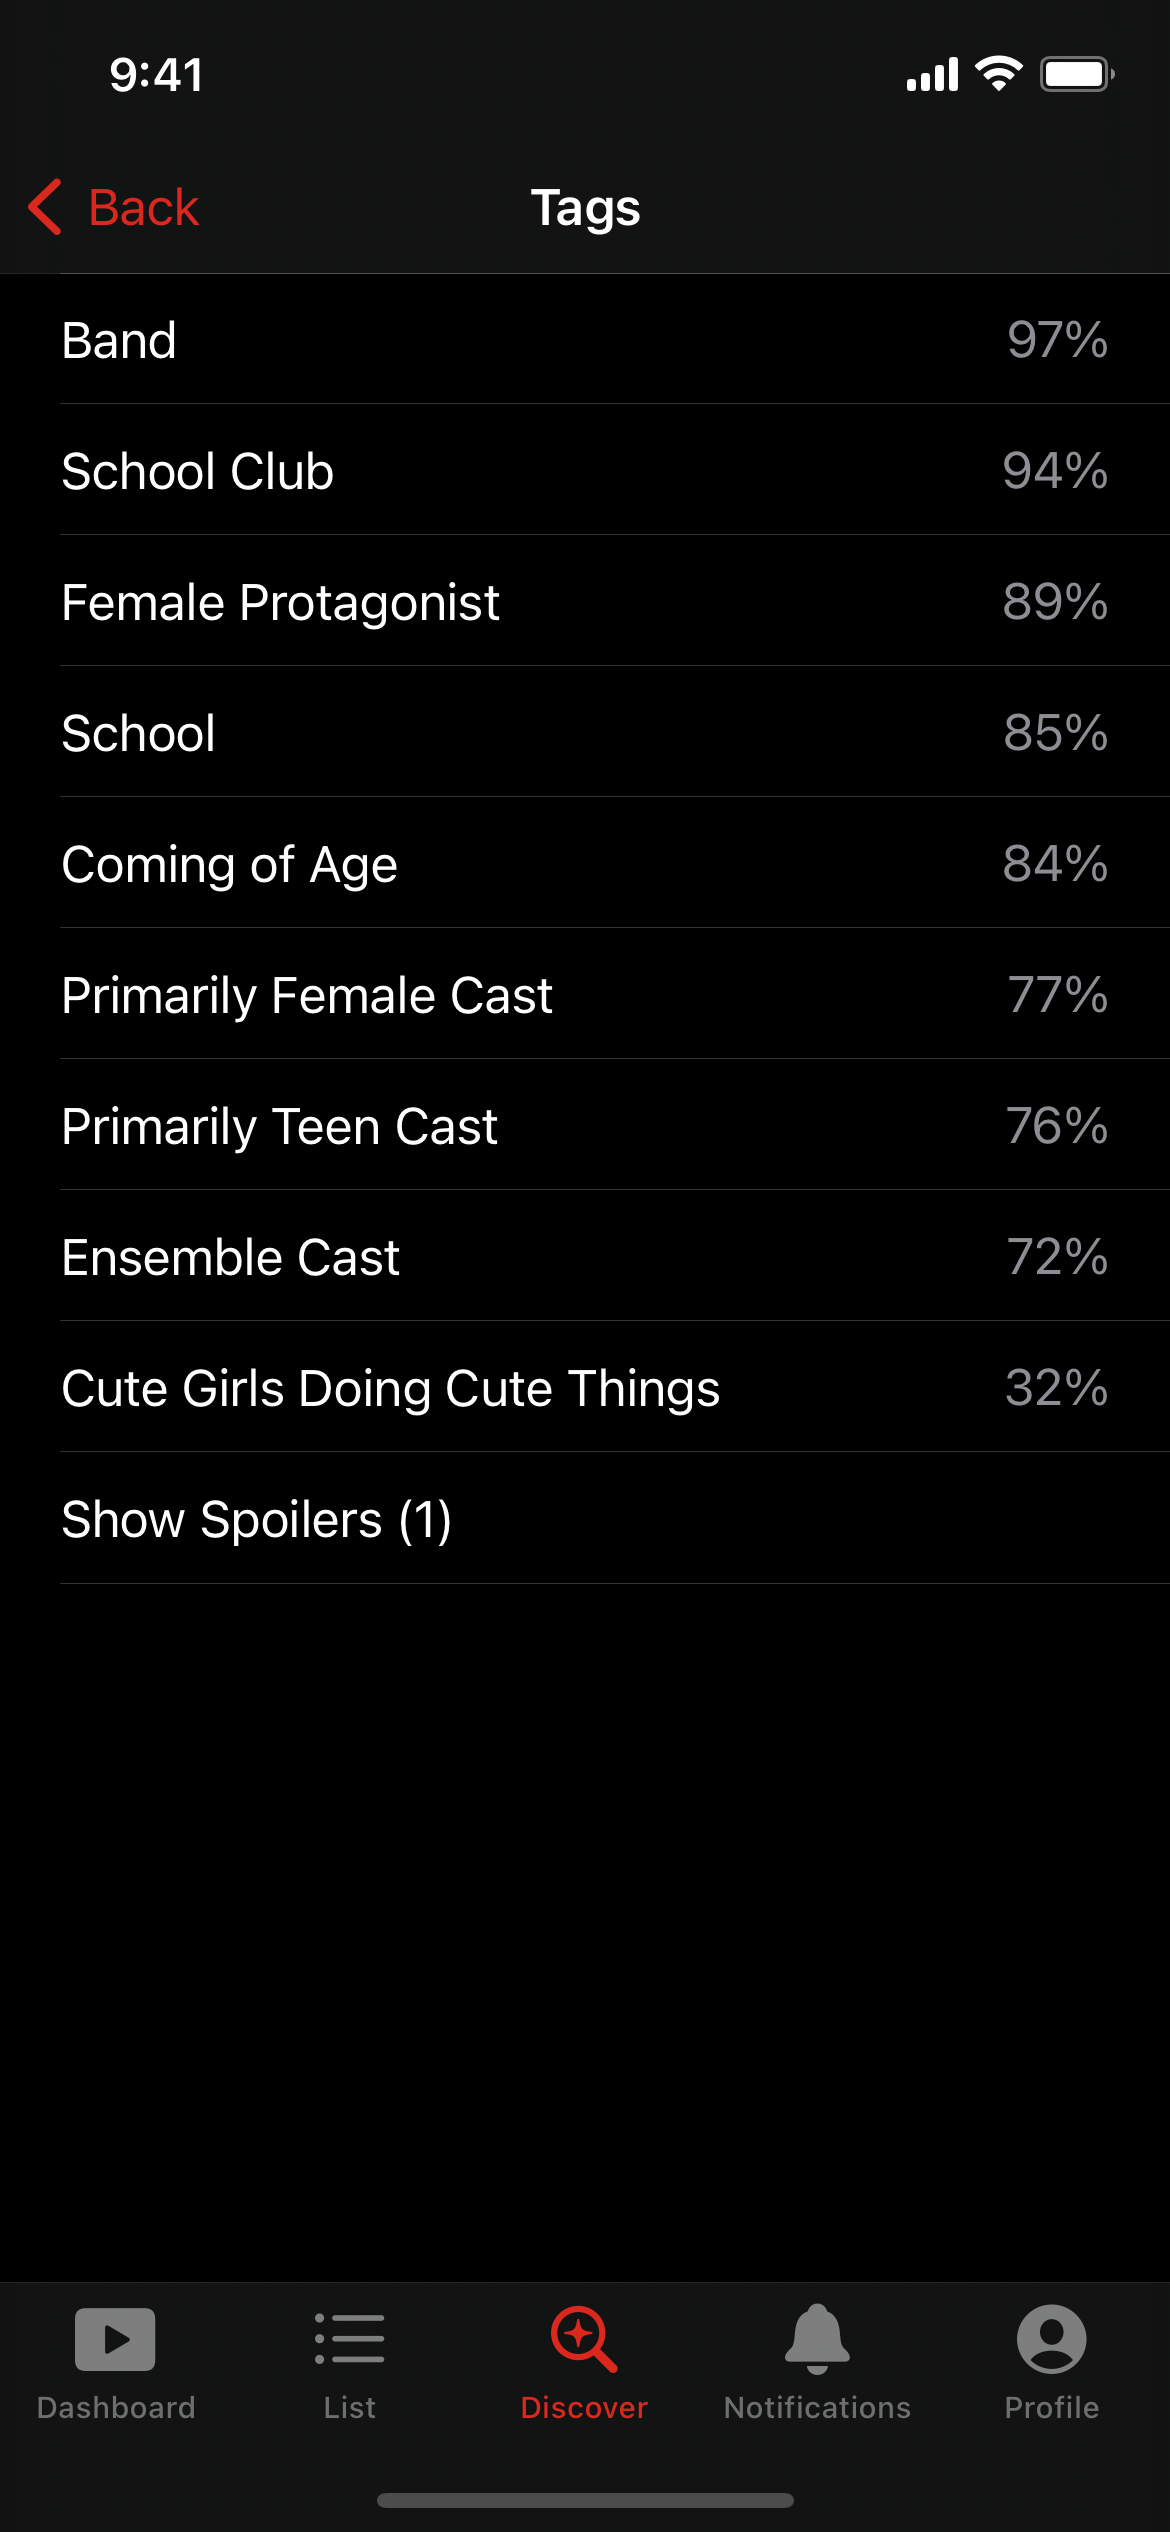 9:41
Back
Tags
Band 97%
School Club 94%
Female Protagonist 89%
School 85%
Coming of Age 84%
Primarily Female Cast 77%
Primarily Teen Cast 76%
Ensemble Cast 72%
Cute Girls Doing Cute Things 32%
Show Spoilers (1)
Dashboard
List
Discover
Notifications
Profile